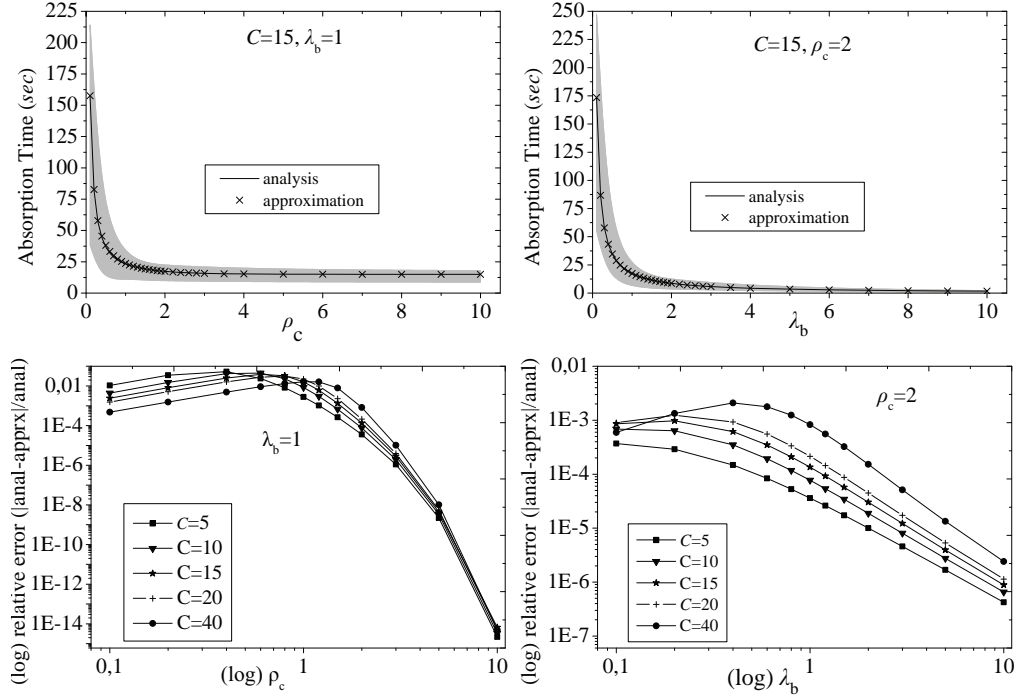 225
200
175
150
125
100
75
50
25
0
Absorption Time (sec)
C=15, λb=1
analysis
approximation
0 2 4 6 8 10
ρc
250
225
200
175
150
125
100
75
50
25
0
Absorption Time (sec)
C=15, ρc=2
analysis
approximation
0 2 4 6 8 10
λb
0,01
1E-4
1E-6
1E-8
1E-10
1E-12
1E-14
(log) relative error (|anal-apprx|/anal)
λb=1
C=5
C=10
C=15
C=20
C=40
0,1 1 10
(log) ρc
0,01
1E-3
1E-4
1E-5
1E-6
1E-7
(log) relative error (|anal-apprx|/anal)
ρc=2
C=5
C=10
C=15
C=20
C=40
0,1 1 10
(log) λb